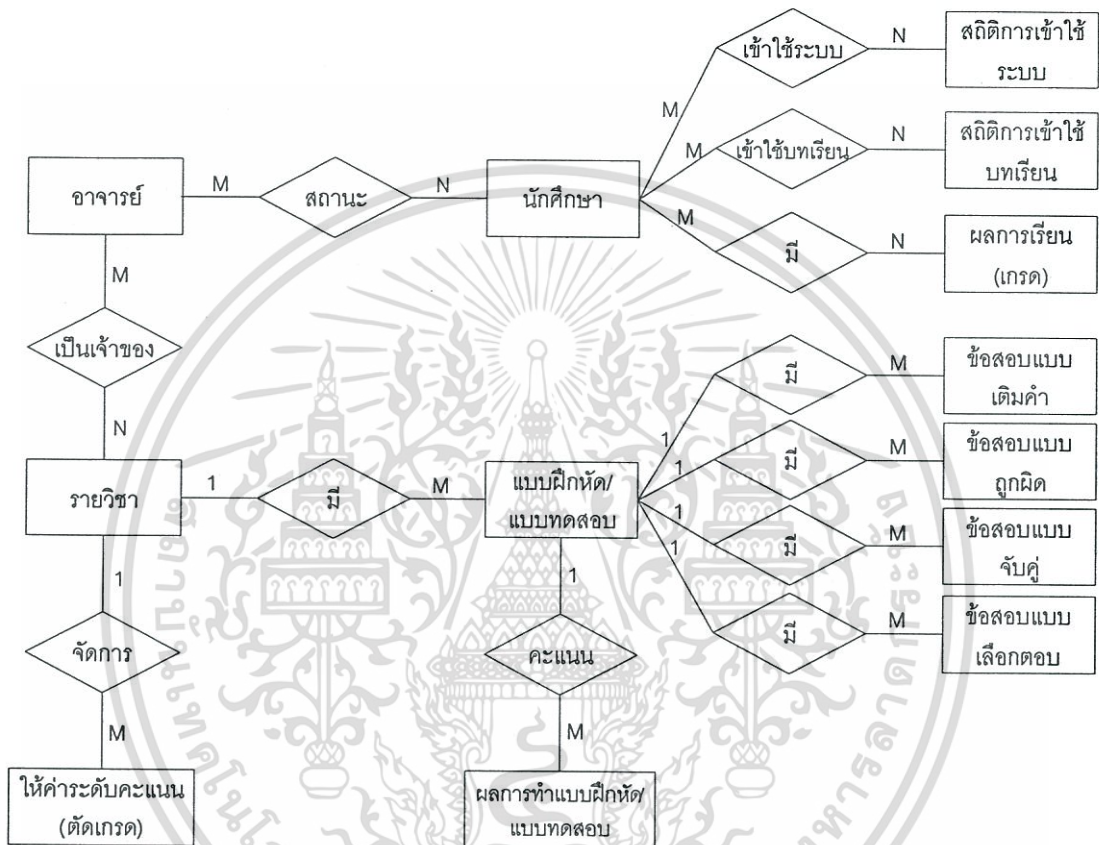 เข้าใช้ระบบ
N
สถิติการเข้าใช้
ระบบ
M
เข้าใช้บทเรียน
M
N
สถิติการเข้าใช้
บทเรียน
อาจารย์
M
สถานะ
N
นักศึกษา
M
มี
N
ผลการเรียน
(เกรด)
M
เป็นเจ้าของ
N
มี
M
ข้อสอบแบบ
เติมคำ
1
มี
M
ข้อสอบแบบ
ถูกผิด
1
รายวิชา
1
มี
M
แบบฝึกหัด/
แบบทดสอบ
1
มี
M
ข้อสอบแบบ
จับคู่
1
มี
M
ข้อสอบแบบ
เลือกตอบ
1
จัดการ
M
1
คะแนน
M
ให้ค่าระดับคะแนน
(ตัดเกรด)
ผลการทำแบบฝึกหัด/
แบบทดสอบ